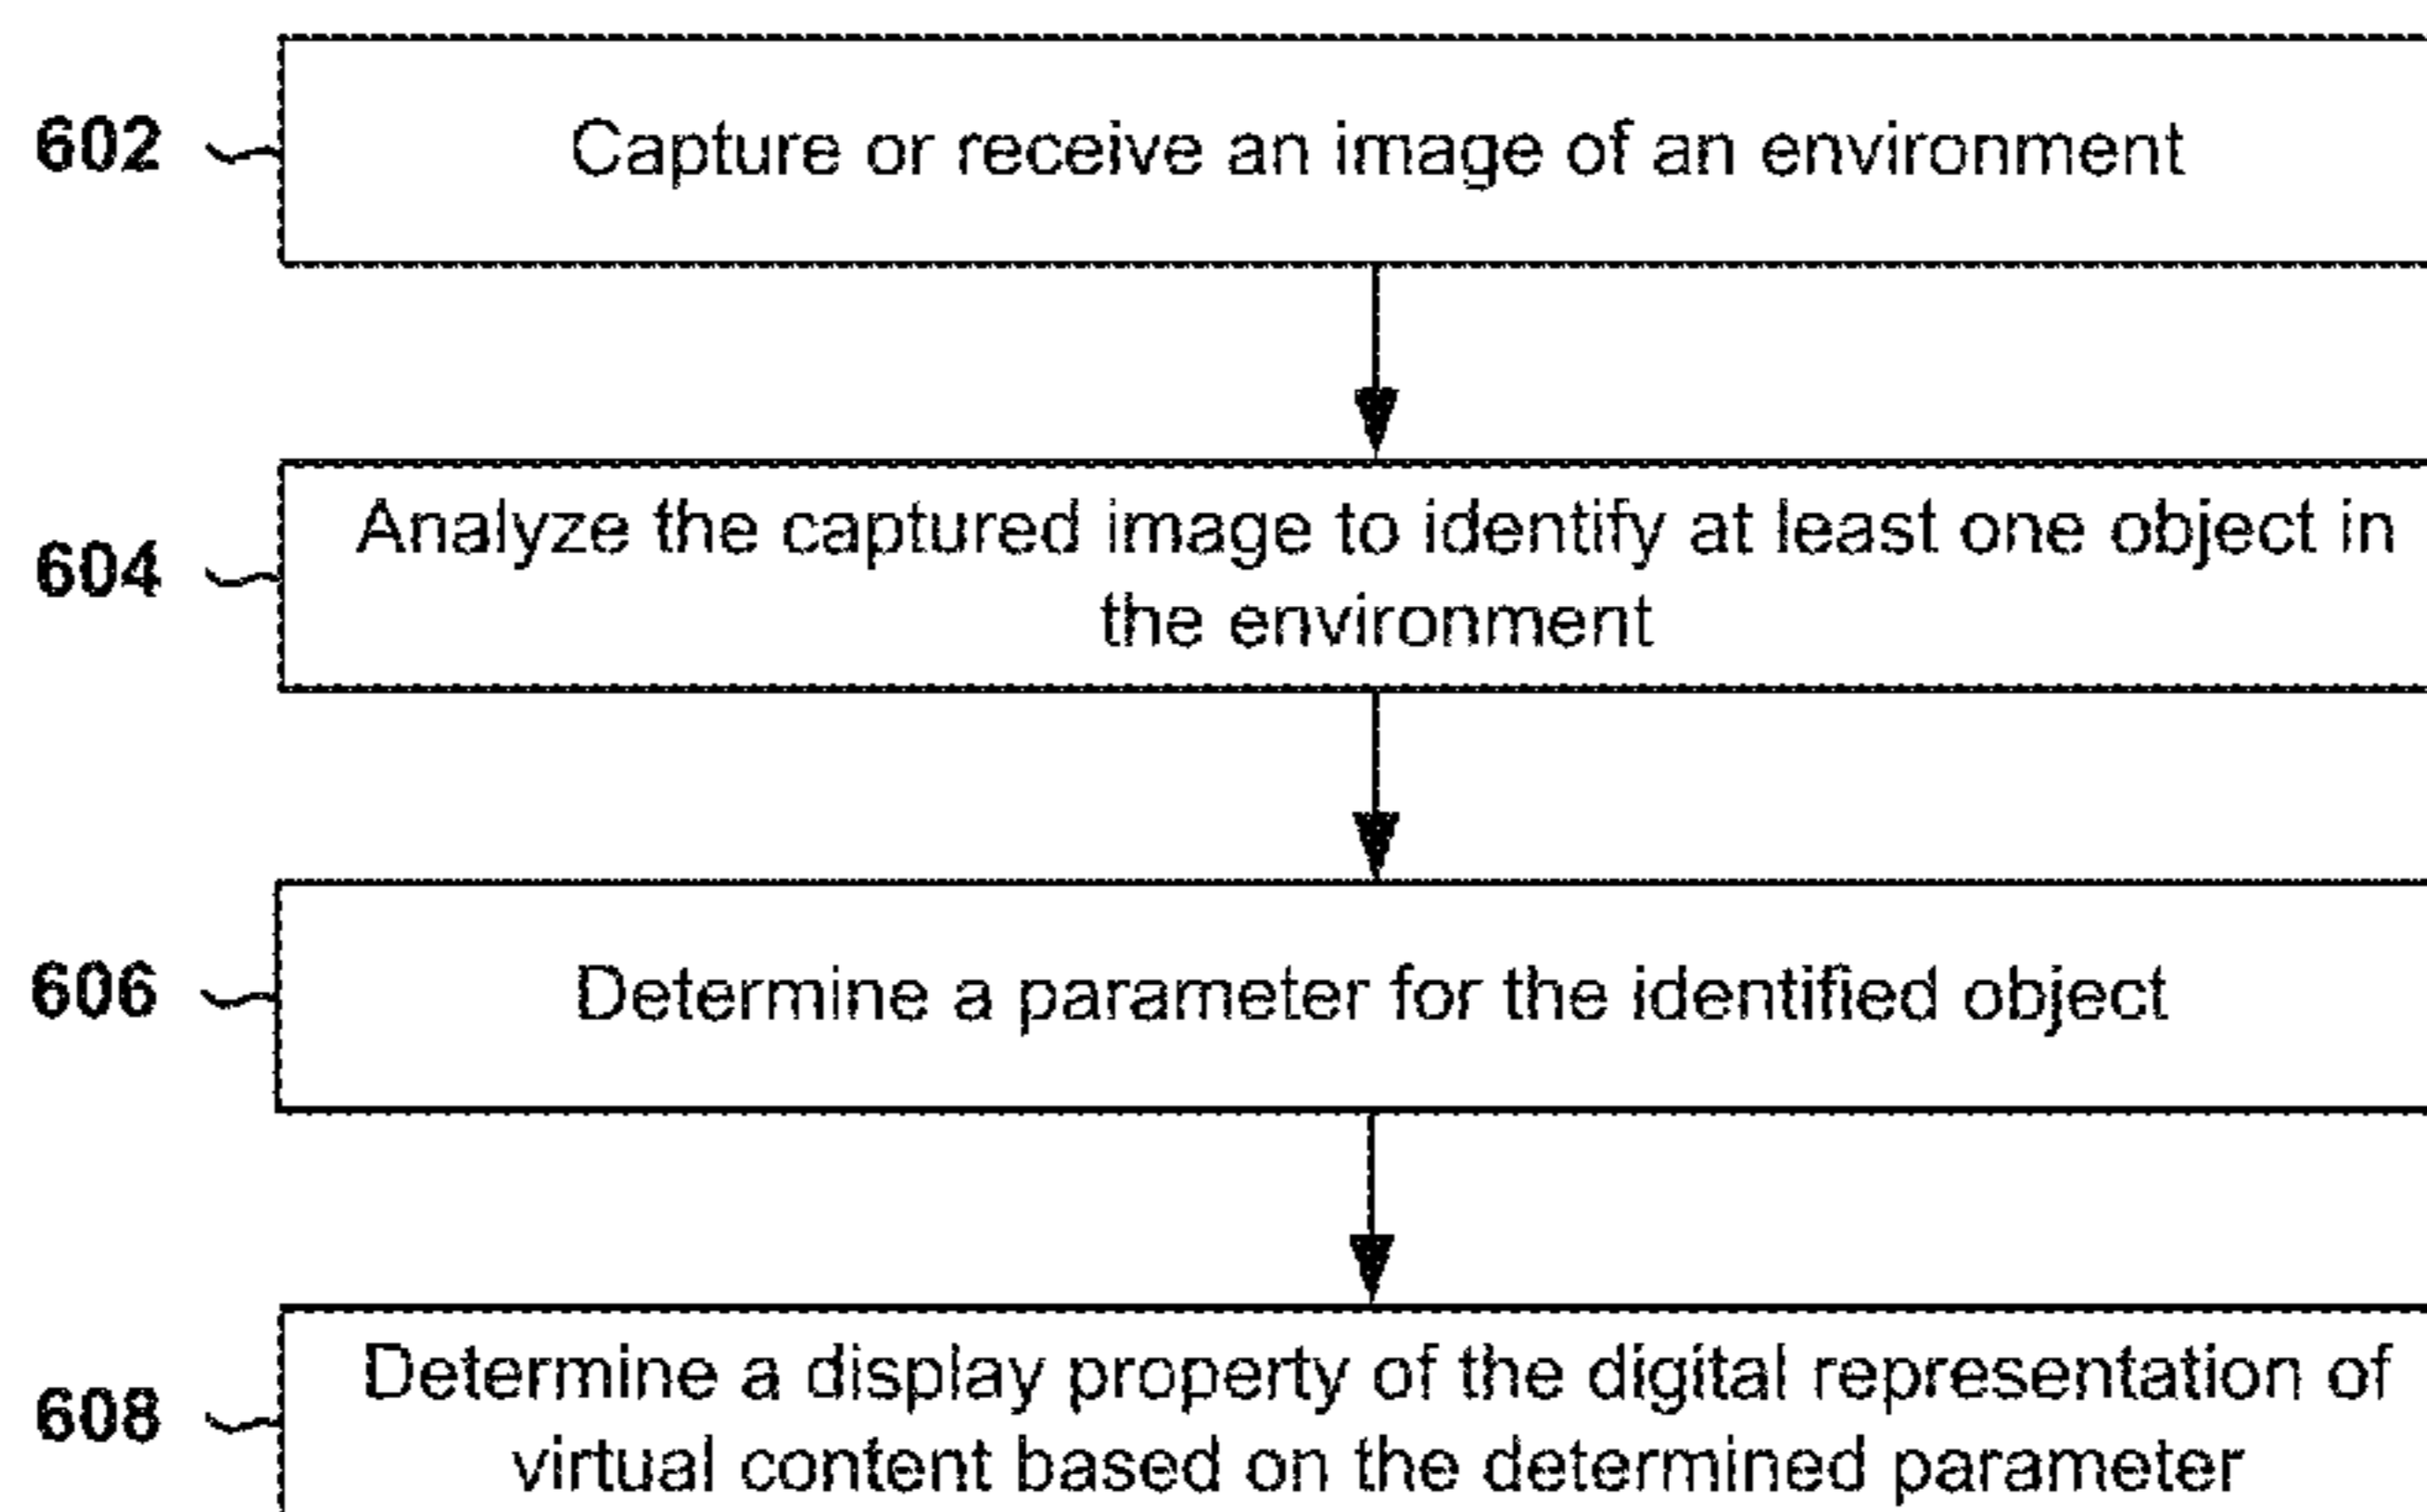 602
Capture or receive an image of an environment
604
Analyze the captured image to identify at least one object in
the environment
606
Determine a parameter for the identified object
608
Determine a display property of the digital representation of
virtual content based on the determined parameter